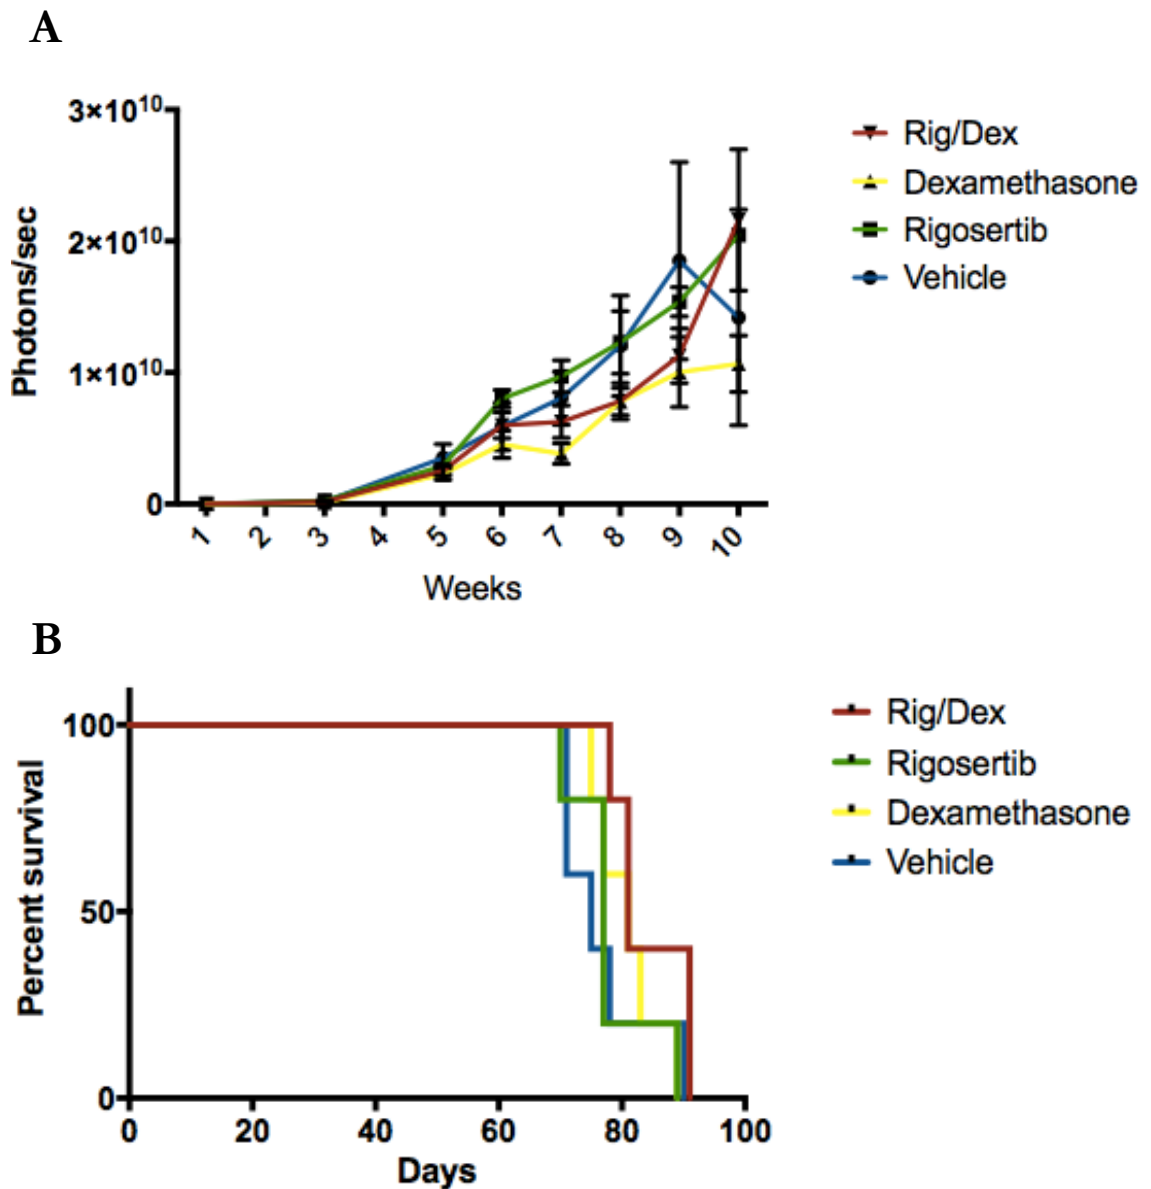 A
3×10¹⁰
2×10¹⁰
1×10¹⁰
0
Photons/sec
1 2 3 4 5 6 7 8 9 10
Weeks
Rig/Dex
Dexamethasone
Rigosertib
Vehicle
B
100
50
0
Percent survival
0 20 40 60 80 100
Days
Rig/Dex
Rigosertib
Dexamethasone
Vehicle